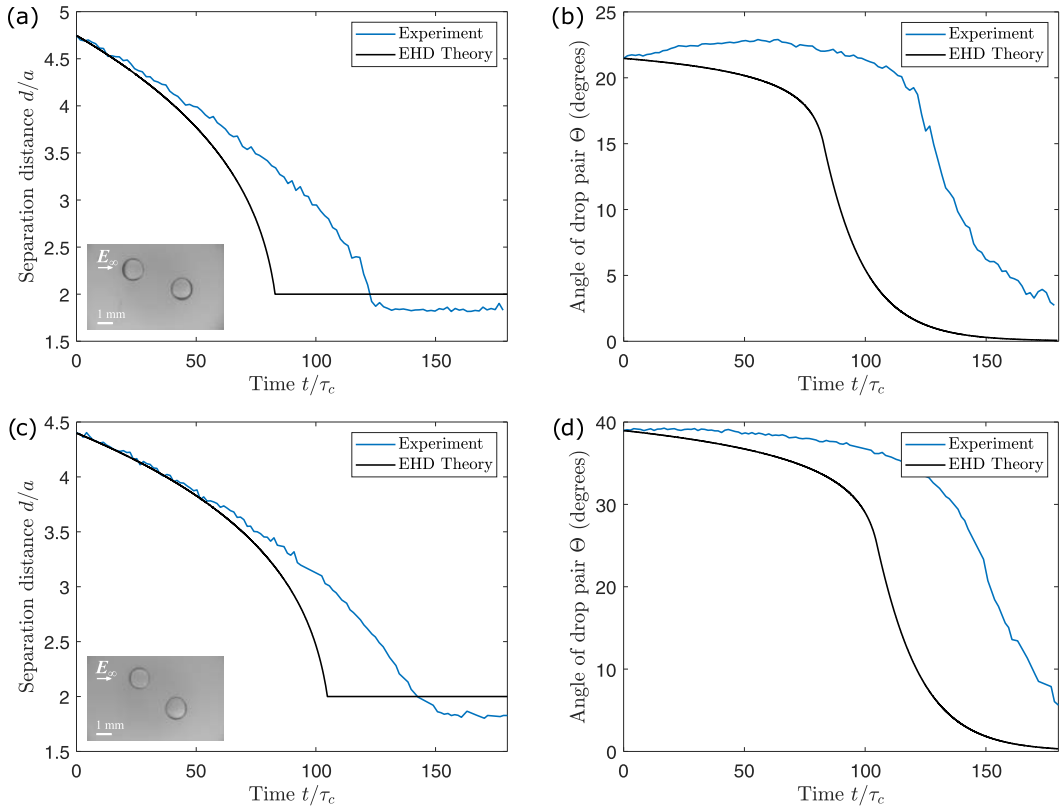 (a)
5
4.5
4
3.5
3
2.5
2
1.5
0
50
100
150
Separation distance d/a
Time t/τc
Experiment
EHD Theory
E∞
1 mm
(b)
25
20
15
10
5
0
0
50
100
150
Angle of drop pair Θ (degrees)
Time t/τc
Experiment
EHD Theory
(c)
4.5
4
3.5
3
2.5
2
1.5
0
50
100
150
Separation distance d/a
Time t/τc
Experiment
EHD Theory
E∞
1 mm
(d)
40
30
20
10
0
0
50
100
150
Angle of drop pair Θ (degrees)
Time t/τc
Experiment
EHD Theory